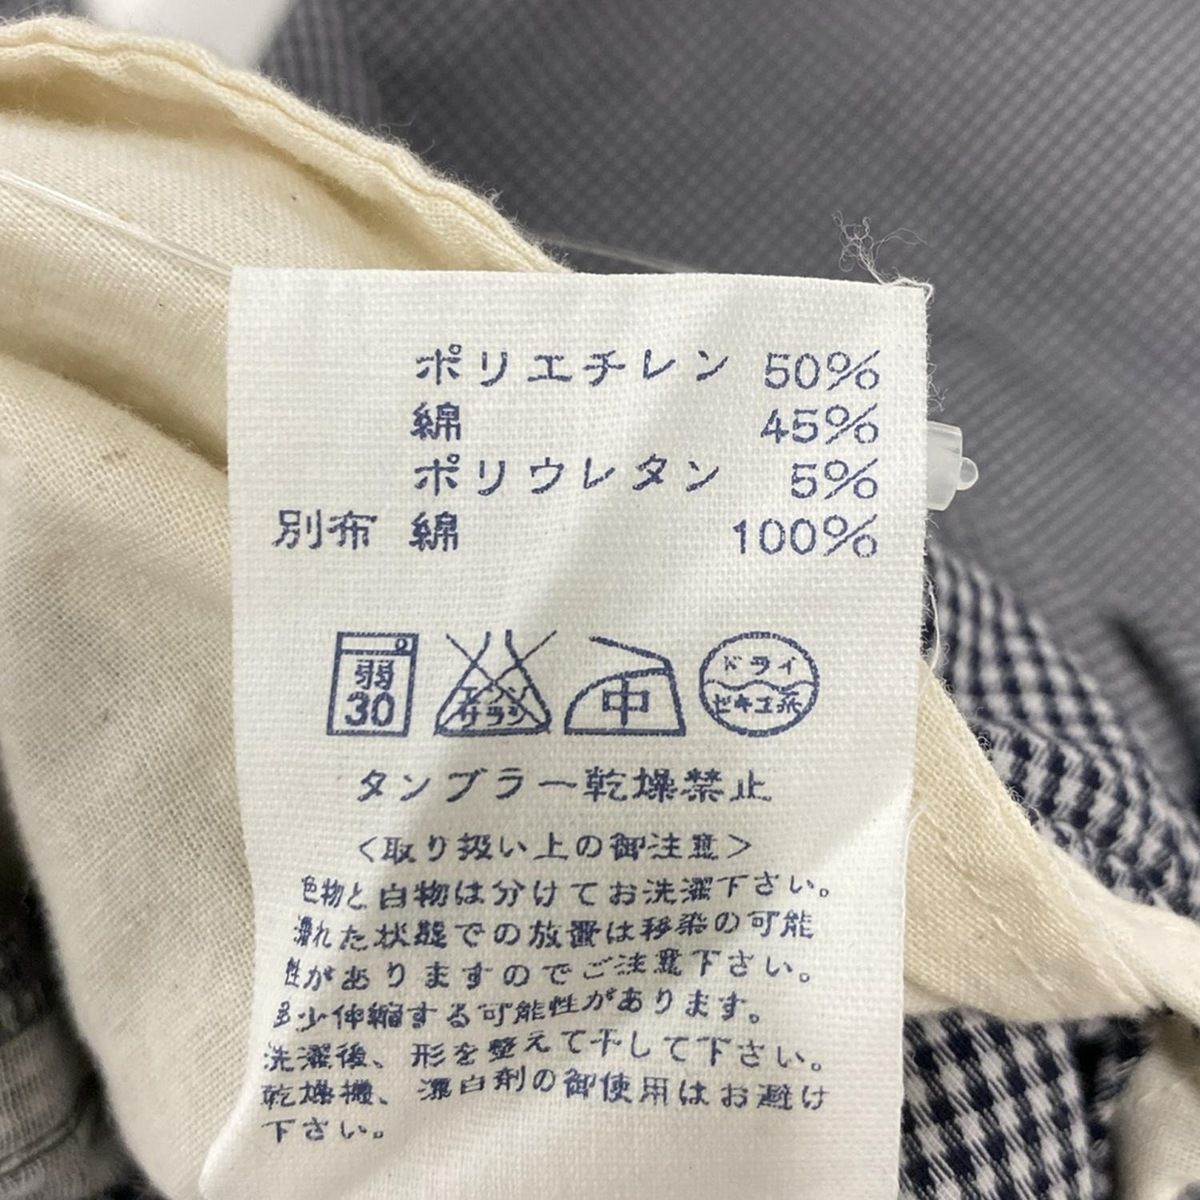 ポリエチレン 50%
綿 45%
ポリウレタン 5%
別布 綿 100%
弱 30
エンソ サラシ
中
ドライ セキユ系
タンブラー乾燥禁止
<取り扱い上の御注意>
色物と白物は分けてお洗濯下さい。
濡れた状態での放置は移染の可能
性がありますのでご注意下さい。
多少伸縮する可能性があります。
洗濯後、形を整えて干して下さい。
乾燥機、漂白剤の御使用はお避け
下さい。